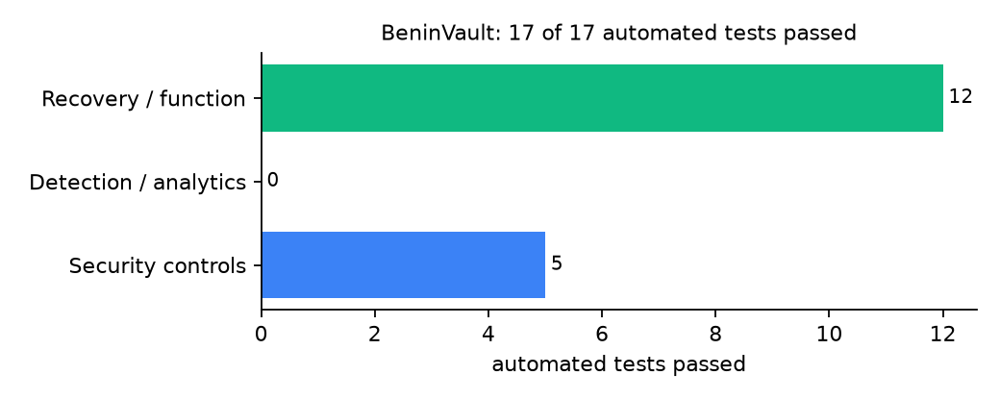 BeninVault: 17 of 17 automated tests passed
Recovery / function
12
Detection / analytics
0
Security controls
5
0 2 4 6 8 10 12
automated tests passed